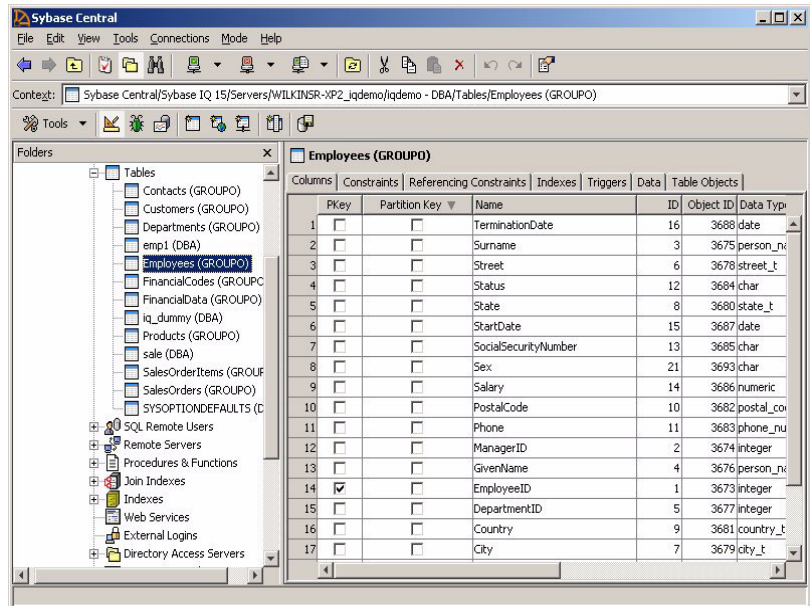 Sybase Central
File Edit View Tools Connections Mode Help
Context: Sybase Central/Sybase IQ 15/Servers/WILKINSR-XP2_iqdemo/iqdemo - DBA/Tables/Employees (GROUPO)
Tools
Folders
Tables
Contacts (GROUPO)
Customers (GROUPO)
Departments (GROUPO)
emp1 (DBA)
Employees (GROUPO)
FinancialCodes (GROUPO
FinancialData (GROUPO)
iq_dummy (DBA)
Products (GROUPO)
sale (DBA)
SalesOrderItems (GROUF
SalesOrders (GROUPO)
SYSOPTIONDEFAULTS (D
SQL Remote Users
Remote Servers
Procedures & Functions
Join Indexes
Indexes
Web Services
External Logins
Directory Access Servers
Employees (GROUPO)
Columns Constraints Referencing Constraints Indexes Triggers Data Table Objects
PKey Partition Key Name ID Object ID Data Type
1 TerminationDate 16 3688 date
2 Surname 3 3675 person_na
3 Street 6 3678 street_t
4 Status 12 3684 char
5 State 8 3680 state_t
6 StartDate 15 3687 date
7 SocialSecurityNumber 13 3685 char
8 Sex 21 3693 char
9 Salary 14 3686 numeric
10 PostalCode 10 3682 postal_co
11 Phone 11 3683 phone_nu
12 ManagerID 2 3674 integer
13 GivenName 4 3676 person_na
14 EmployeeID 1 3673 integer
15 DepartmentID 5 3677 integer
16 Country 9 3681 country_t
17 City 7 3679 city_t